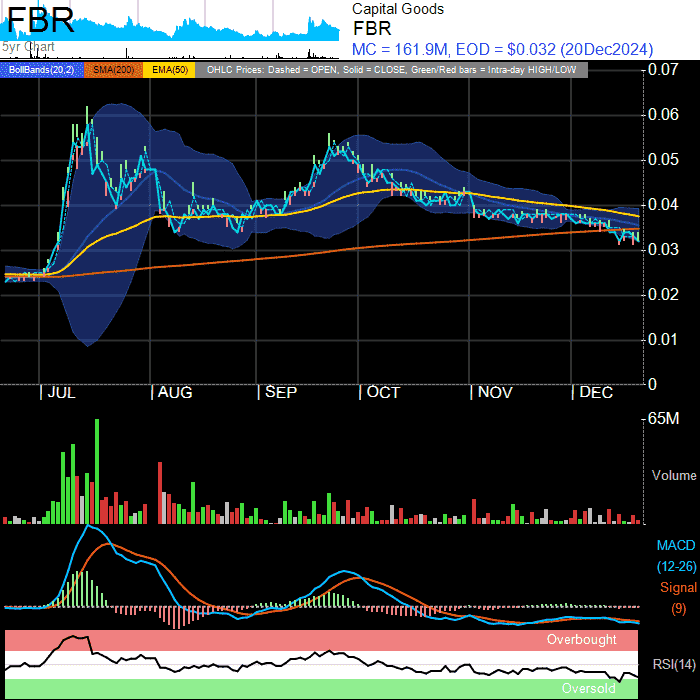 FBR
5yr Chart
Capital Goods
FBR
MC = 161.9M, EOD = $0.032 (20Dec2024)
BollBands(20,2) SMA(200) EMA(50) OHLC Prices: Dashed = OPEN, Solid = CLOSE, Green/Red bars = Intra-day HIGH/LOW
0.07
0.06
0.05
0.04
0.03
0.02
0.01
0
| JUL | AUG | SEP | OCT | NOV | DEC
65M
Volume
MACD
(12-26)
Signal
(9)
Overbought
RSI(14)
Oversold